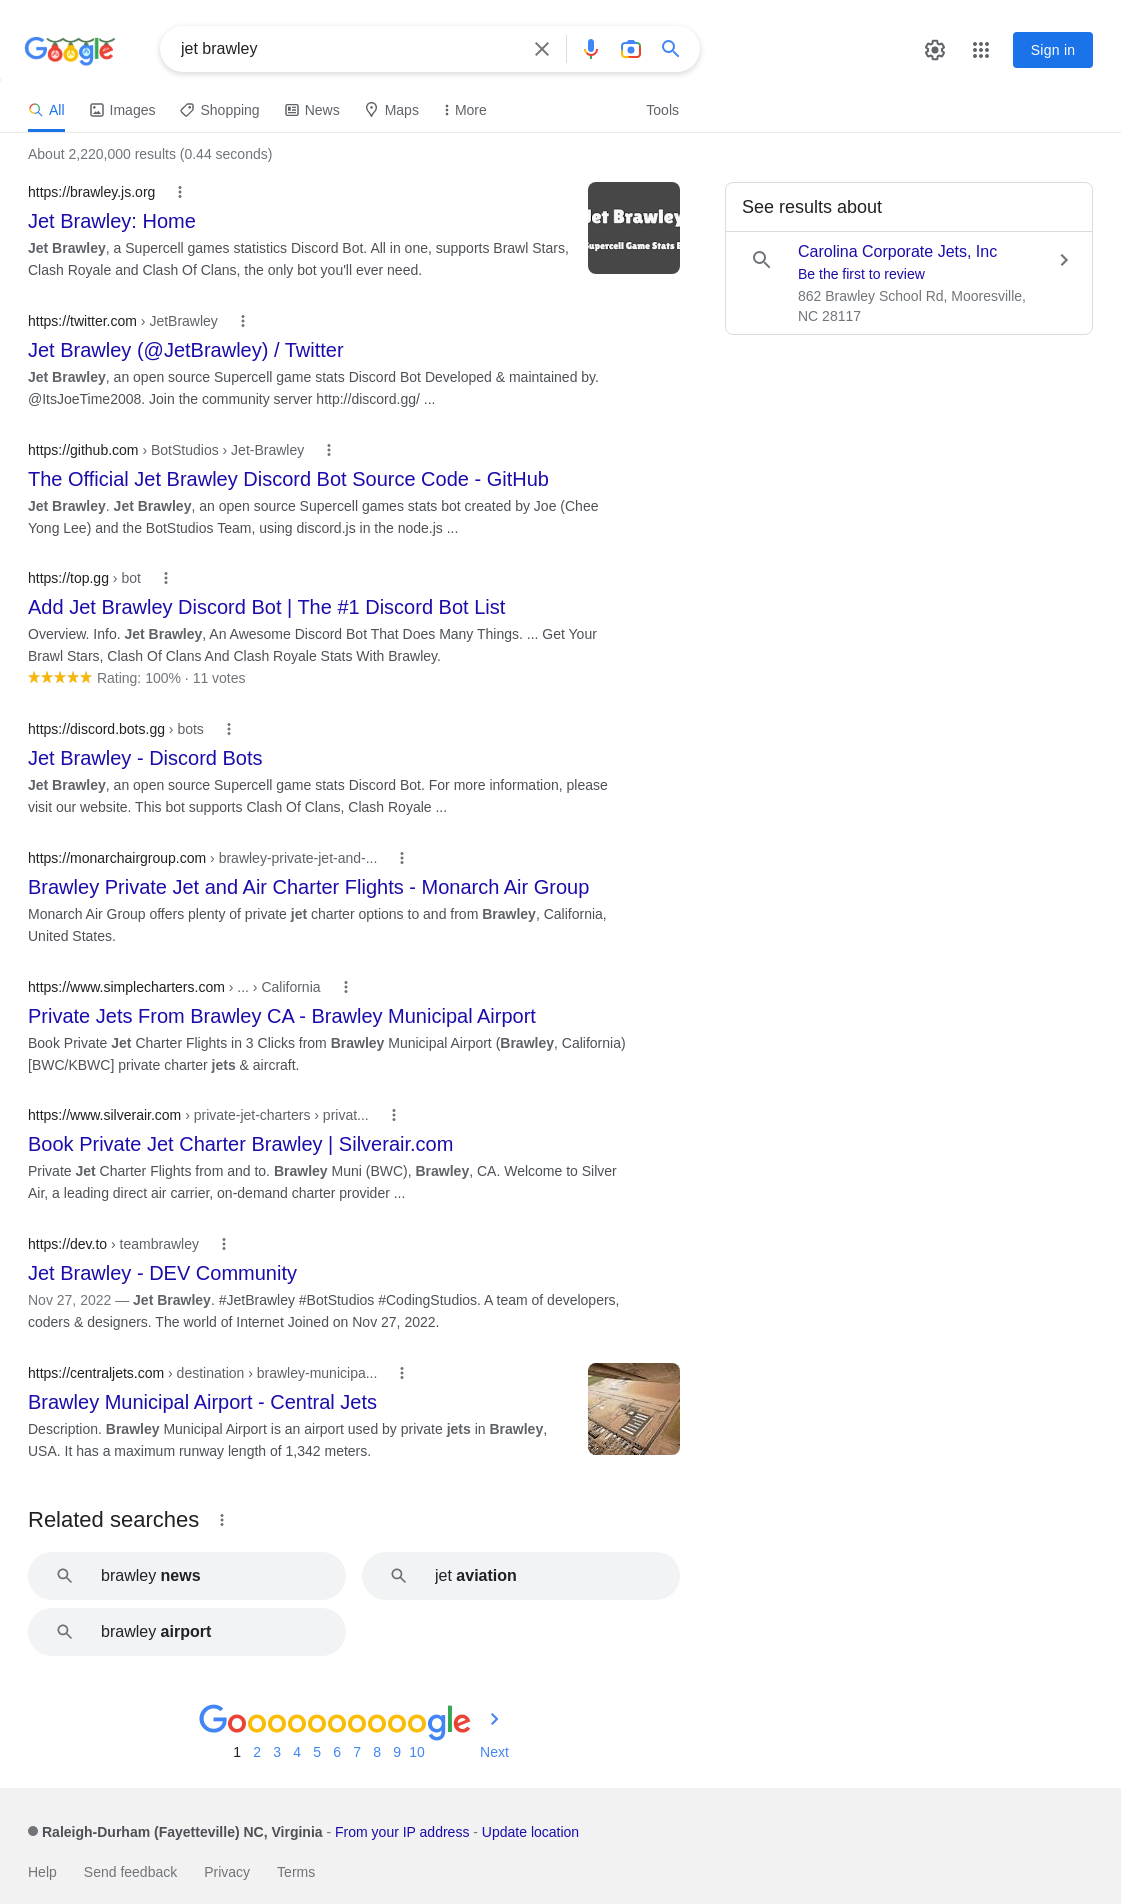 Google
jet brawley
Sign in
All
Images
Shopping
News
Maps
More
Tools
About 2,220,000 results (0.44 seconds)
https://brawley.js.org
Jet Brawley: Home
Jet Brawley, a Supercell games statistics Discord Bot. All in one, supports Brawl Stars,
Clash Royale and Clash Of Clans, the only bot you'll ever need.
Jet Brawley
Supercell Game Stats B
See results about
Carolina Corporate Jets, Inc
Be the first to review
862 Brawley School Rd, Mooresville,
NC 28117
https://twitter.com › JetBrawley
Jet Brawley (@JetBrawley) / Twitter
Jet Brawley, an open source Supercell game stats Discord Bot Developed & maintained by.
@ItsJoeTime2008. Join the community server http://discord.gg/ ...
https://github.com › BotStudios › Jet-Brawley
The Official Jet Brawley Discord Bot Source Code - GitHub
Jet Brawley. Jet Brawley, an open source Supercell games stats bot created by Joe (Chee
Yong Lee) and the BotStudios Team, using discord.js in the node.js ...
https://top.gg › bot
Add Jet Brawley Discord Bot | The #1 Discord Bot List
Overview. Info. Jet Brawley, An Awesome Discord Bot That Does Many Things. ... Get Your
Brawl Stars, Clash Of Clans And Clash Royale Stats With Brawley.
Rating: 100% · 11 votes
https://discord.bots.gg › bots
Jet Brawley - Discord Bots
Jet Brawley, an open source Supercell game stats Discord Bot. For more information, please
visit our website. This bot supports Clash Of Clans, Clash Royale ...
https://monarchairgroup.com › brawley-private-jet-and-...
Brawley Private Jet and Air Charter Flights - Monarch Air Group
Monarch Air Group offers plenty of private jet charter options to and from Brawley, California,
United States.
https://www.simplecharters.com › ... › California
Private Jets From Brawley CA - Brawley Municipal Airport
Book Private Jet Charter Flights in 3 Clicks from Brawley Municipal Airport (Brawley, California)
[BWC/KBWC] private charter jets & aircraft.
https://www.silverair.com › private-jet-charters › privat...
Book Private Jet Charter Brawley | Silverair.com
Private Jet Charter Flights from and to. Brawley Muni (BWC), Brawley, CA. Welcome to Silver
Air, a leading direct air carrier, on-demand charter provider ...
https://dev.to › teambrawley
Jet Brawley - DEV Community
Nov 27, 2022 — Jet Brawley. #JetBrawley #BotStudios #CodingStudios. A team of developers,
coders & designers. The world of Internet Joined on Nov 27, 2022.
https://centraljets.com › destination › brawley-municipa...
Brawley Municipal Airport - Central Jets
Description. Brawley Municipal Airport is an airport used by private jets in Brawley,
USA. It has a maximum runway length of 1,342 meters.
Related searches
brawley news
jet aviation
brawley airport
Goooooooooogle
1 2 3 4 5 6 7 8 9 10 Next
Raleigh-Durham (Fayetteville) NC, Virginia - From your IP address - Update location
Help Send feedback Privacy Terms